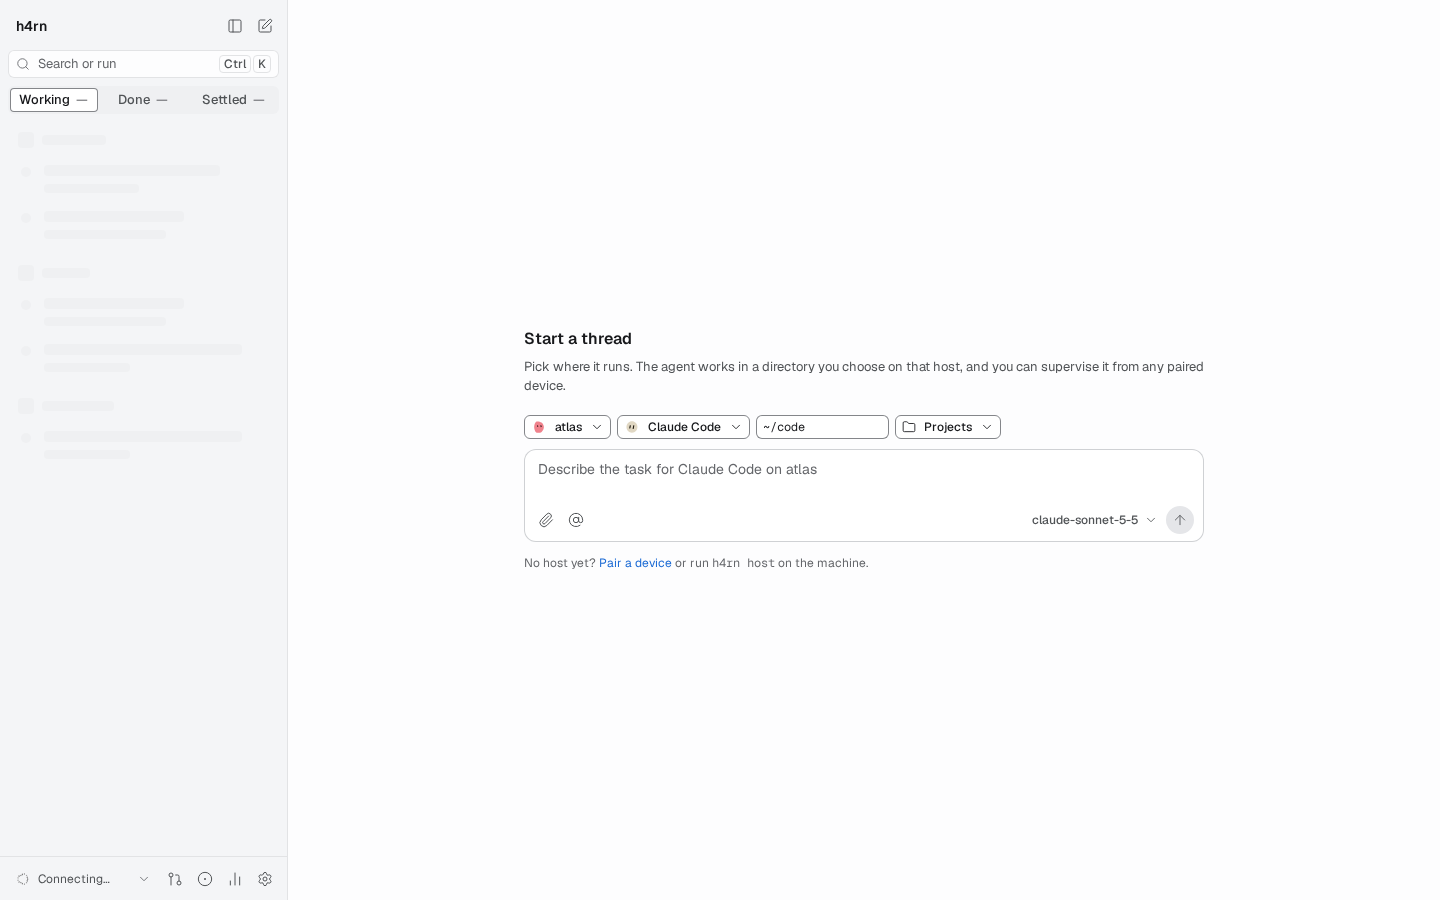 h4rn
Search or run Ctrl K
Working — Done — Settled —
Start a thread
Pick where it runs. The agent works in a directory you choose on that host, and you can supervise it from any paired
device.
atlas Claude Code ~/code Projects
Describe the task for Claude Code on atlas
claude-sonnet-5-5
No host yet? Pair a device or run h4rn host on the machine.
Connecting…